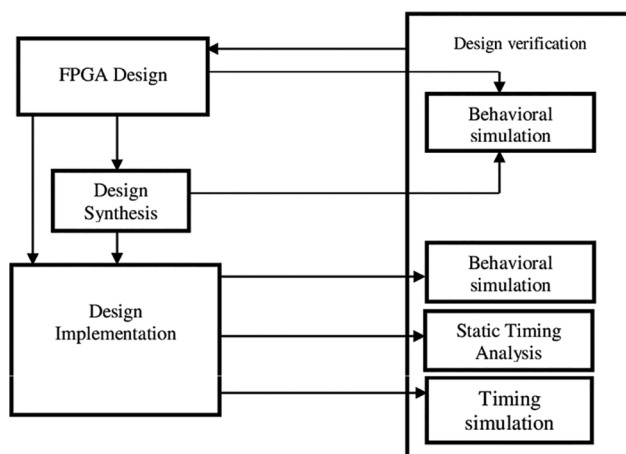 FPGA Design
Design verification
Behavioral
simulation
Design
Synthesis
Design
Implementation
Behavioral
simulation
Static Timing
Analysis
Timing
simulation